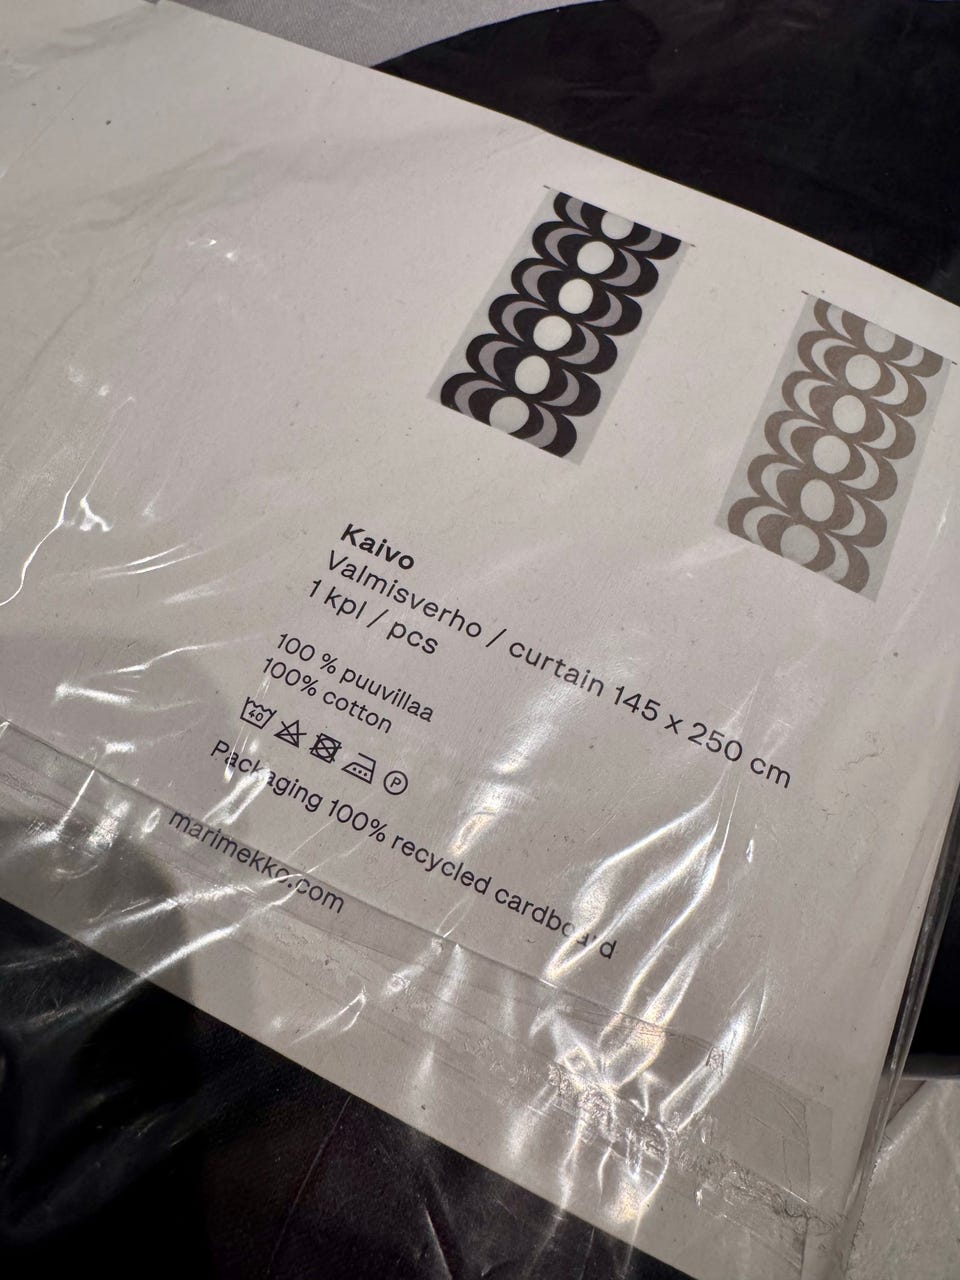 Kaivo
Valmisverho / curtain 145 x 250 cm
1 kpl / pcs
100 % puuvillaa
100% cotton
40 P
Packaging 100% recycled cardboard
marimekko.com